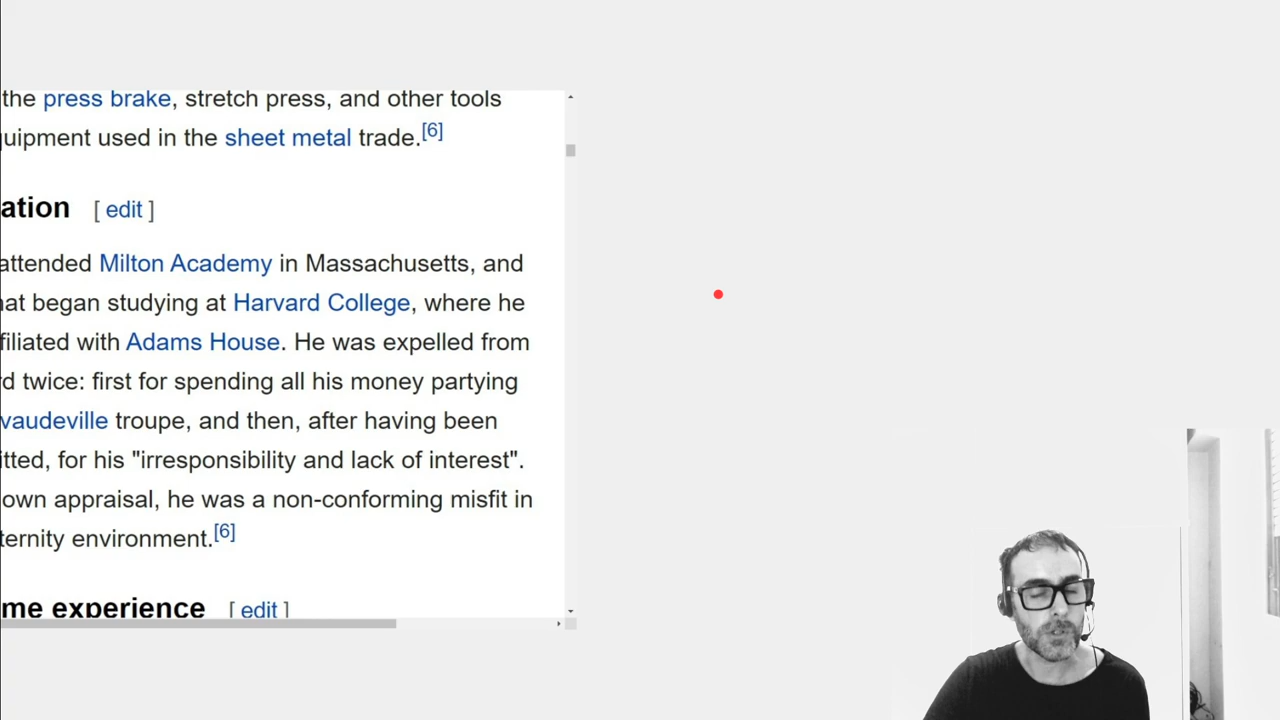 the press brake, stretch press, and other tools
quipment used in the sheet metal trade.[6]
ation [ edit ]
attended Milton Academy in Massachusetts, and
hat began studying at Harvard College, where he
filiated with Adams House. He was expelled from
d twice: first for spending all his money partying
vaudeville troupe, and then, after having been
itted, for his "irresponsibility and lack of interest".
own appraisal, he was a non-conforming misfit in
ternity environment.[6]
me experience [ edit ]